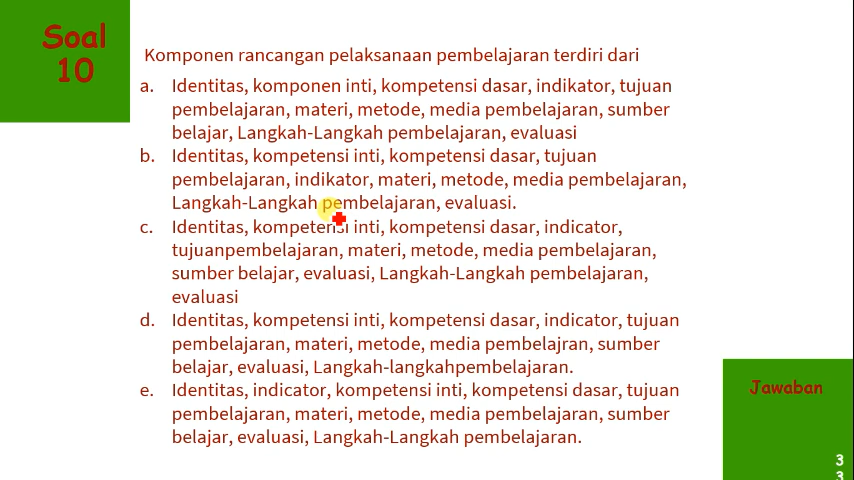 Soal
10
Komponen rancangan pelaksanaan pembelajaran terdiri dari
a. Identitas, komponen inti, kompetensi dasar, indikator, tujuan
pembelajaran, materi, metode, media pembelajaran, sumber
belajar, Langkah-Langkah pembelajaran, evaluasi
b. Identitas, kompetensi inti, kompetensi dasar, tujuan
pembelajaran, indikator, materi, metode, media pembelajaran,
Langkah-Langkah pembelajaran, evaluasi.
c. Identitas, kompetensi inti, kompetensi dasar, indicator,
tujuanpembelajaran, materi, metode, media pembelajaran,
sumber belajar, evaluasi, Langkah-Langkah pembelajaran,
evaluasi
d. Identitas, kompetensi inti, kompetensi dasar, indicator, tujuan
pembelajaran, materi, metode, media pembelajran, sumber
belajar, evaluasi, Langkah-langkahpembelajaran.
e. Identitas, indicator, kompetensi inti, kompetensi dasar, tujuan
pembelajaran, materi, metode, media pembelajaran, sumber
belajar, evaluasi, Langkah-Langkah pembelajaran.
Jawaban
3
3